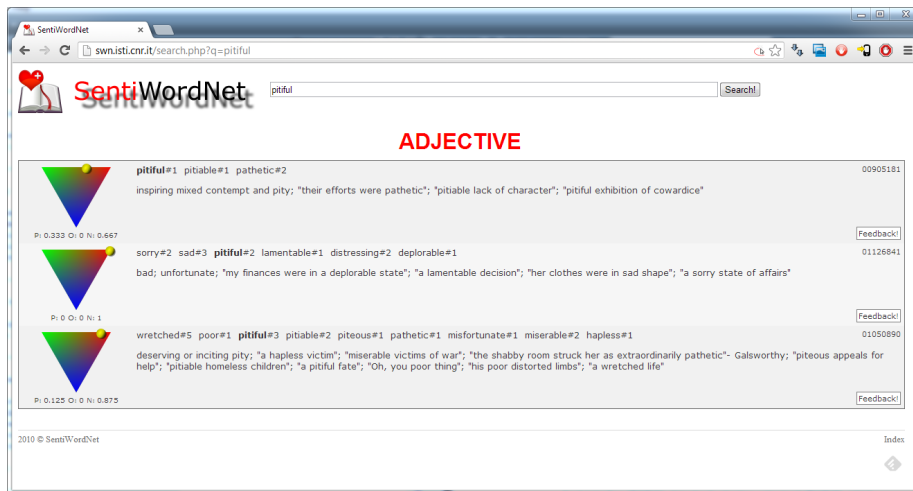 SentiWordNet
swn.isti.cnr.it/search.php?q=pitiful
SentiWordNet
pitiful
Search!
ADJECTIVE
pitiful#1 pitiable#1 pathetic#2
00905181
inspiring mixed contempt and pity; "their efforts were pathetic"; "pitiable lack of character"; "pitiful exhibition of cowardice"
P: 0.333 O: 0 N: 0.667
Feedback!
sorry#2 sad#3 pitiful#2 lamentable#1 distressing#2 deplorable#1
01126841
bad; unfortunate; "my finances were in a deplorable state"; "a lamentable decision"; "her clothes were in sad shape"; "a sorry state of affairs"
P: 0 O: 0 N: 1
Feedback!
wretched#5 poor#1 pitiful#3 pitiable#2 piteous#1 pathetic#1 misfortunate#1 miserable#2 hapless#1
01050890
deserving or inciting pity; "a hapless victim"; "miserable victims of war"; "the shabby room struck her as extraordinarily pathetic"- Galsworthy; "piteous appeals for
help"; "pitiable homeless children"; "a pitiful fate"; "Oh, you poor thing"; "his poor distorted limbs"; "a wretched life"
P: 0.125 O: 0 N: 0.875
Feedback!
2010 © SentiWordNet
Index